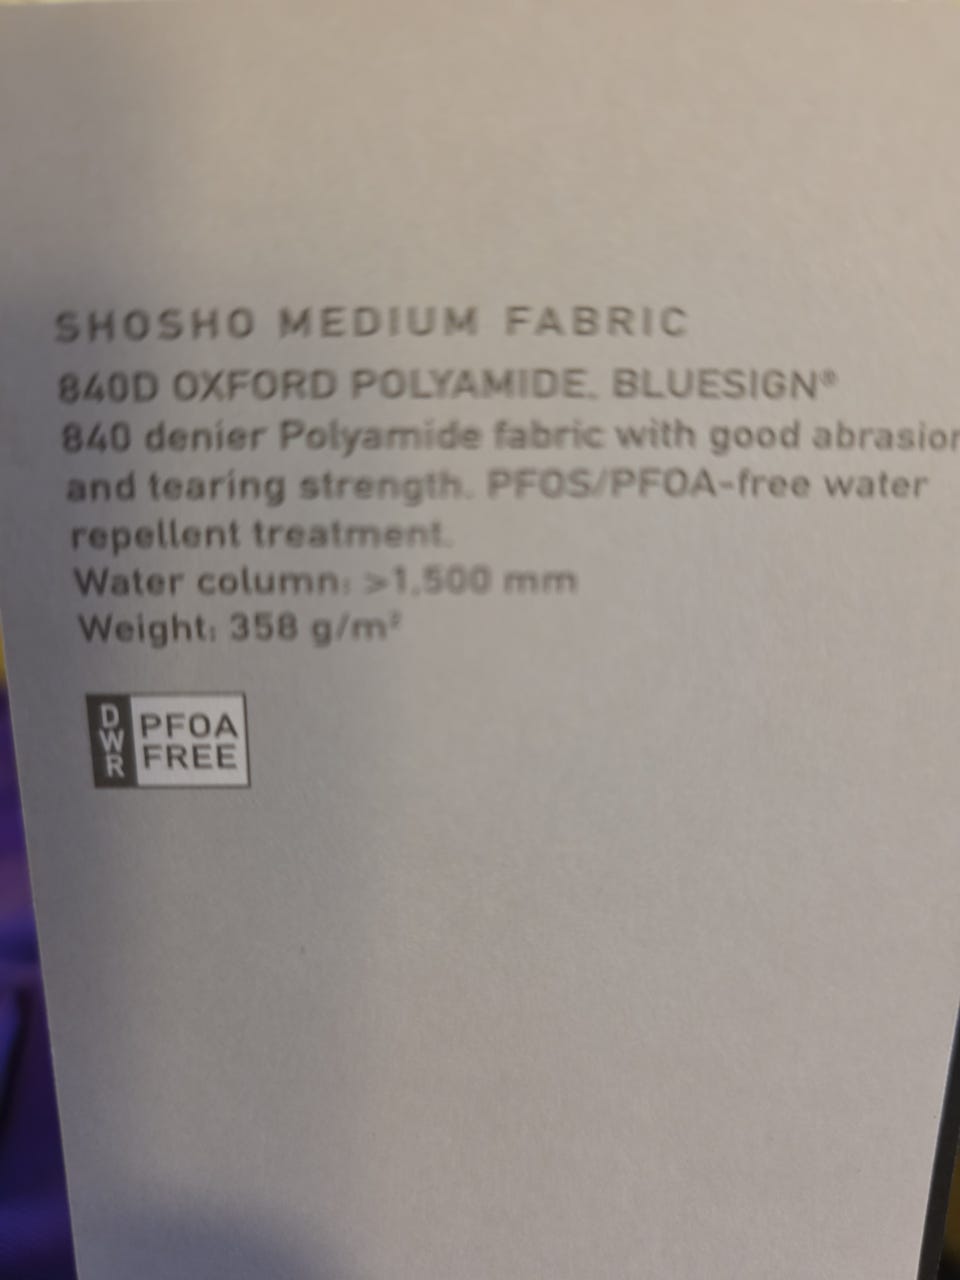 SHOSHO MEDIUM FABRIC
840D OXFORD POLYAMIDE. BLUESIGN®
840 denier Polyamide fabric with good abrasion
and tearing strength. PFOS/PFOA-free water
repellent treatment.
Water column: >1,500 mm
Weight: 358 g/m²
DWR PFOA
FREE